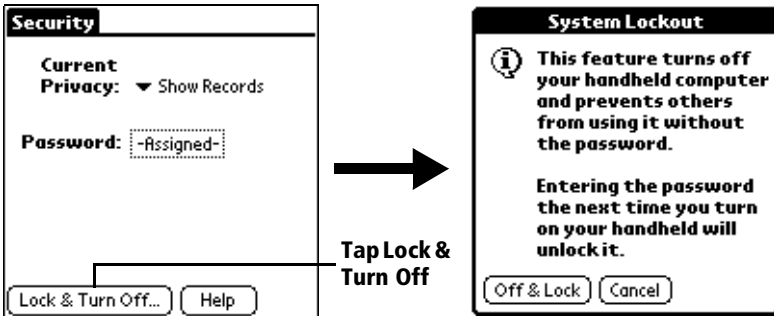 Security
Current
Privacy: Show Records
Password: -Assigned-
Lock & Turn Off...
Help
Tap Lock &
Turn Off
System Lockout
This feature turns off
your handheld computer
and prevents others
from using it without
the password.
Entering the password
the next time you turn
on your handheld will
unlock it.
Off & Lock
Cancel